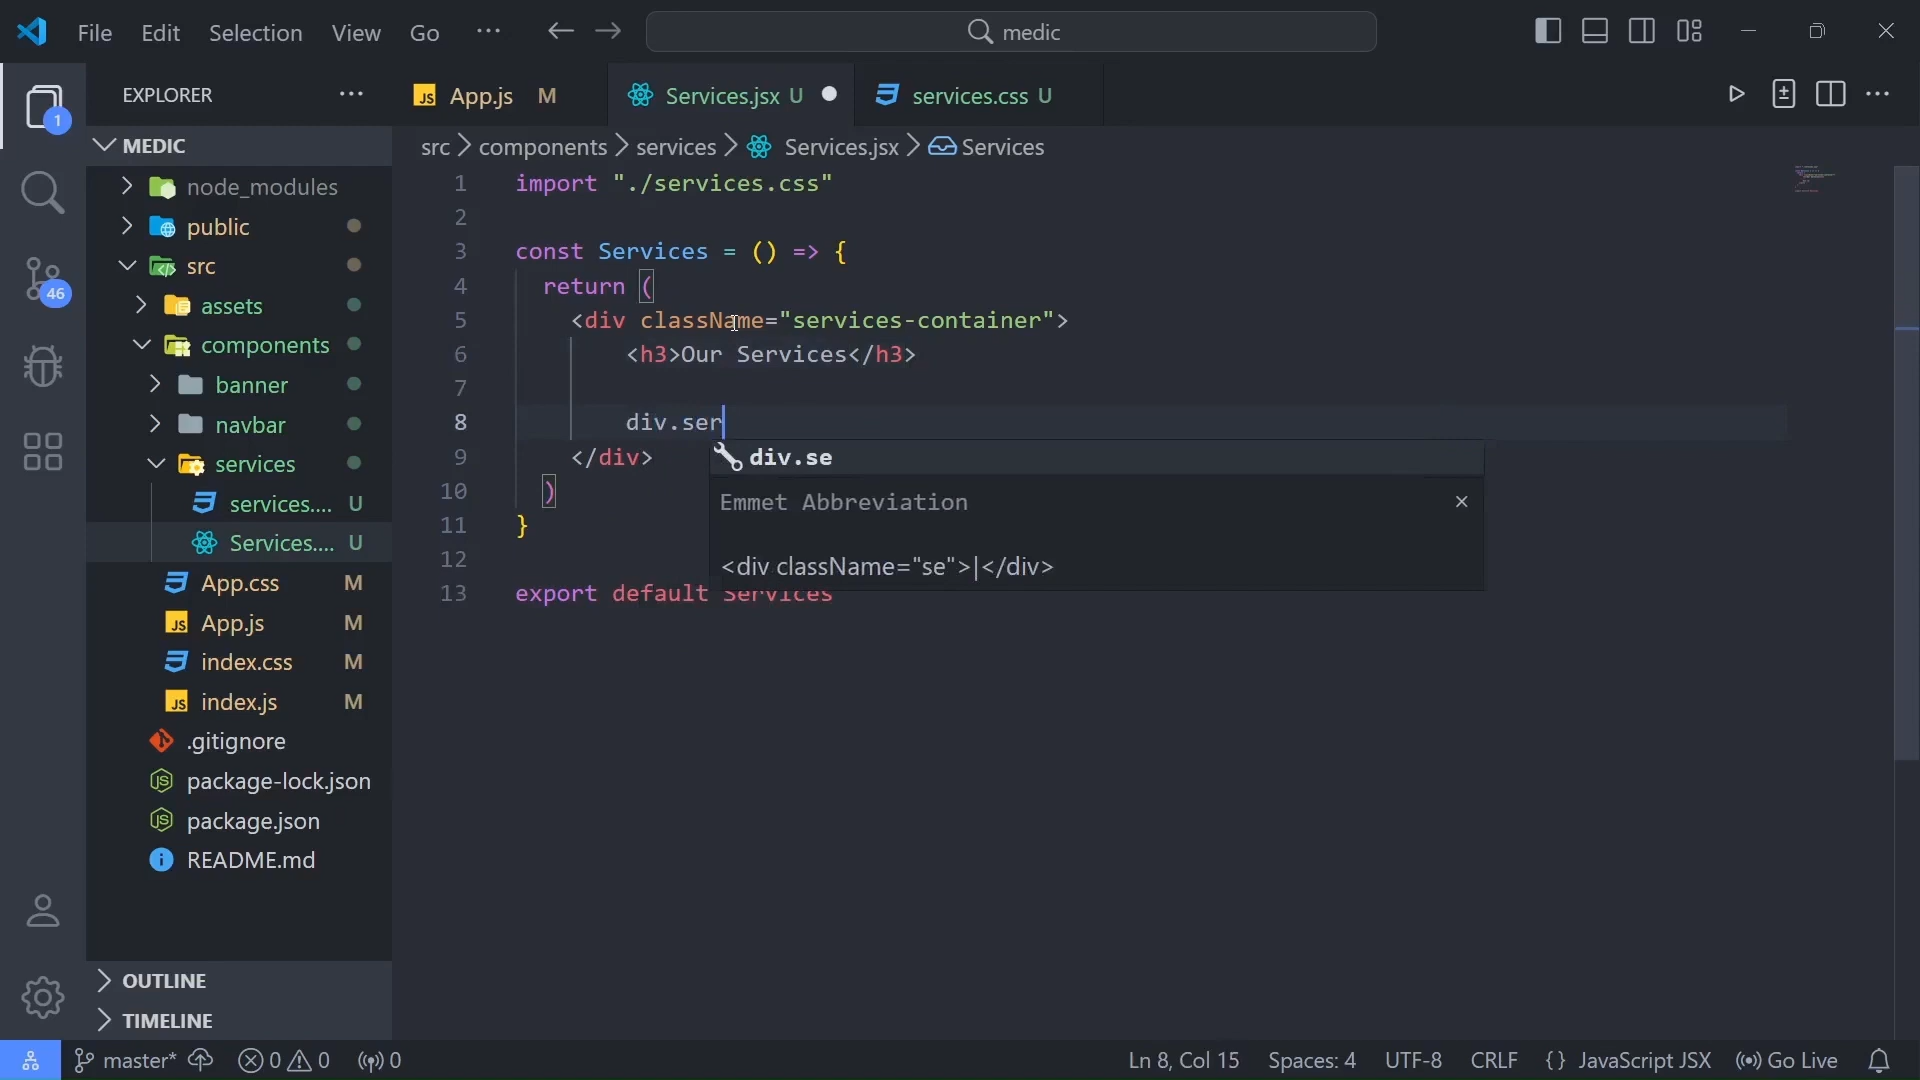 File Edit Selection View Go ··· medic
EXPLORER ···
App.js M Services.jsx U services.css U
1
MEDIC
src > components > services > Services.jsx > Services
node_modules
public
src
46
assets
components
banner
navbar
services
services.... U
Services.... U
App.css M
App.js M
index.css M
index.js M
.gitignore
package-lock.json
package.json
README.md
OUTLINE
TIMELINE
1 import "./services.css"
2
3 const Services = () => {
4 return (
5 <div className="services-container">
6 <h3>Our Services</h3>
7
8 div.ser
9 </div>
10 )
11 }
12
13 export default Services
div.se
Emmet Abbreviation ×
<div className="se">|</div>
master* 0 0 0 Ln 8, Col 15 Spaces: 4 UTF-8 CRLF {} JavaScript JSX Go Live